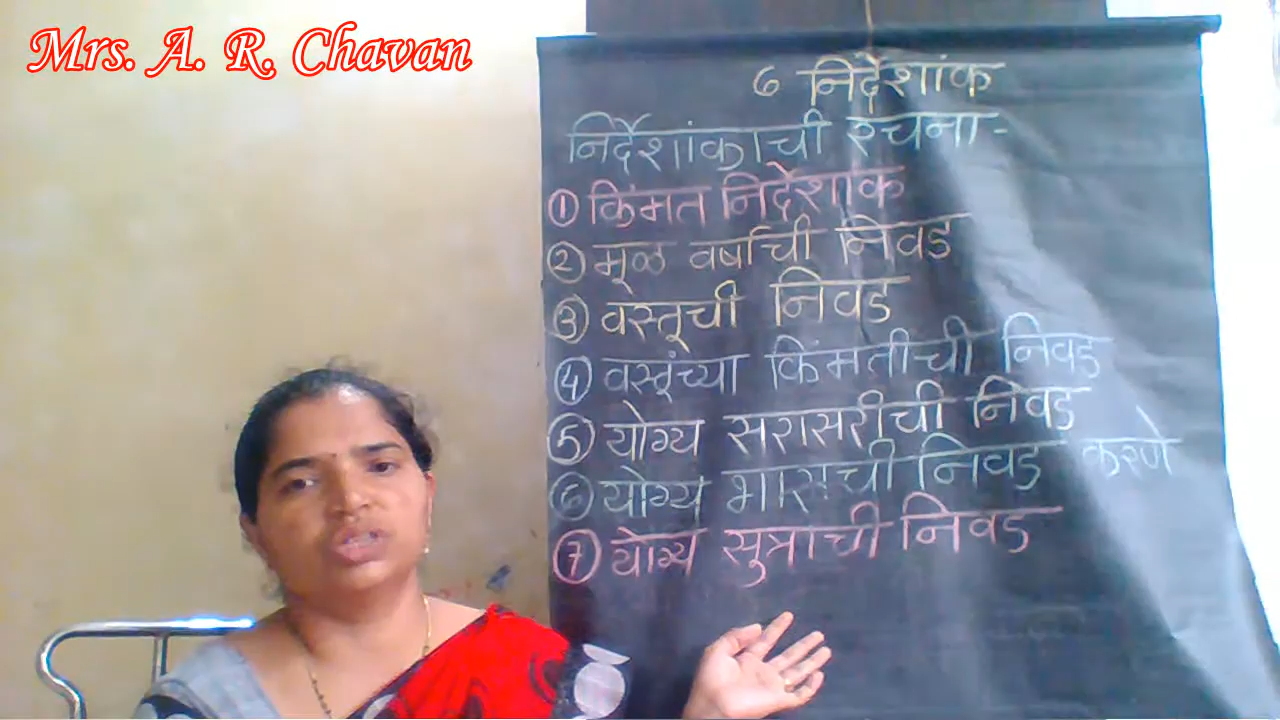 Mrs. A. R. Chavan
७ निर्देशांक
निर्देशांकाची रचना-
① किंमत निर्देशांक
② मूळ वर्षाची निवड
③ वस्तूची निवड
④ वस्तूंच्या किंमतीची निवड
⑤ योग्य सरासरीची निवड
⑥ योग्य भाराची निवड करणे
⑦ योग्य सुत्राची निवड